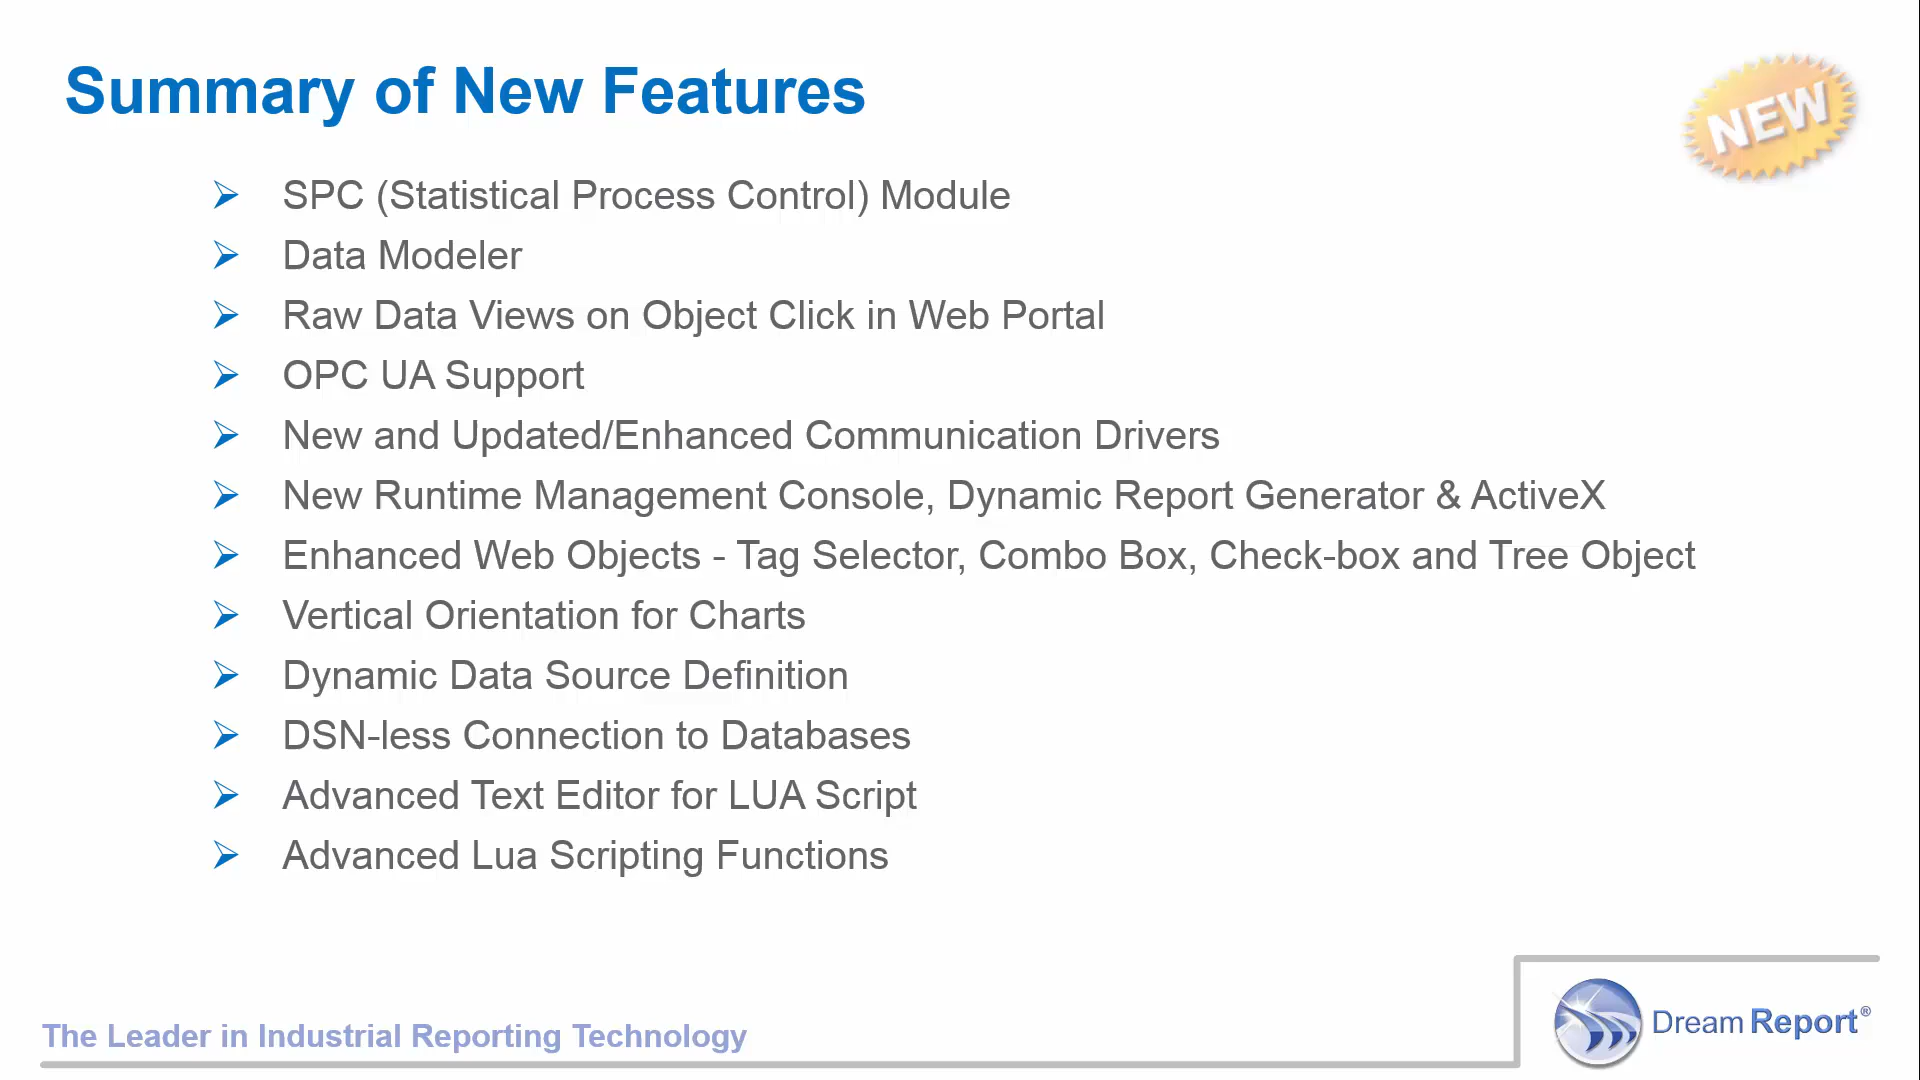 Summary of New Features
NEW
SPC (Statistical Process Control) Module
Data Modeler
Raw Data Views on Object Click in Web Portal
OPC UA Support
New and Updated/Enhanced Communication Drivers
New Runtime Management Console, Dynamic Report Generator & ActiveX
Enhanced Web Objects - Tag Selector, Combo Box, Check-box and Tree Object
Vertical Orientation for Charts
Dynamic Data Source Definition
DSN-less Connection to Databases
Advanced Text Editor for LUA Script
Advanced Lua Scripting Functions
The Leader in Industrial Reporting Technology
Dream Report®